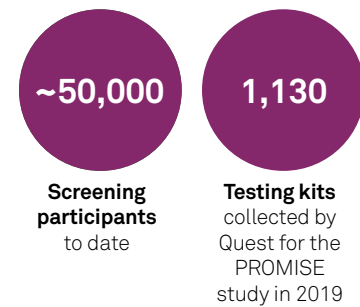 ~50,000
Screening
participants
to date
1,130
Testing kits
collected by
Quest for the
PROMISE
study in 2019